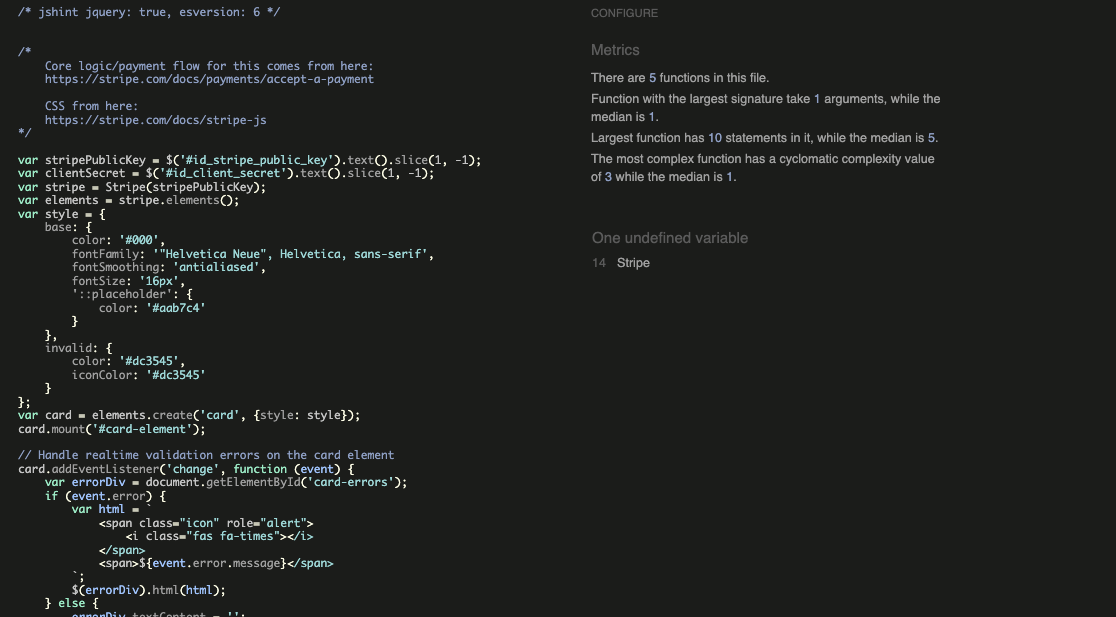 /* jshint jquery: true, esversion: 6 */
/*
    Core logic/payment flow for this comes from here:
    https://stripe.com/docs/payments/accept-a-payment
    CSS from here:
    https://stripe.com/docs/stripe-js
*/
var stripePublicKey = $('#id_stripe_public_key').text().slice(1, -1);
var clientSecret = $('#id_client_secret').text().slice(1, -1);
var stripe = Stripe(stripePublicKey);
var elements = stripe.elements();
var style = {
    base: {
        color: '#000',
        fontFamily: '"Helvetica Neue", Helvetica, sans-serif',
        fontSmoothing: 'antialiased',
        fontSize: '16px',
        '::placeholder': {
            color: '#aab7c4'
        }
    },
    invalid: {
        color: '#dc3545',
        iconColor: '#dc3545'
    }
};
var card = elements.create('card', {style: style});
card.mount('#card-element');
// Handle realtime validation errors on the card element
card.addEventListener('change', function (event) {
    var errorDiv = document.getElementById('card-errors');
    if (event.error) {
        var html = `
            <span class="icon" role="alert">
                <i class="fas fa-times"></i>
            </span>
            <span>${event.error.message}</span>
        `;
        $(errorDiv).html(html);
    } else {
        errorDiv.textContent = '';
CONFIGURE
Metrics
There are 5 functions in this file.
Function with the largest signature take 1 arguments, while the
median is 1.
Largest function has 10 statements in it, while the median is 5.
The most complex function has a cyclomatic complexity value
of 3 while the median is 1.
One undefined variable
14 Stripe